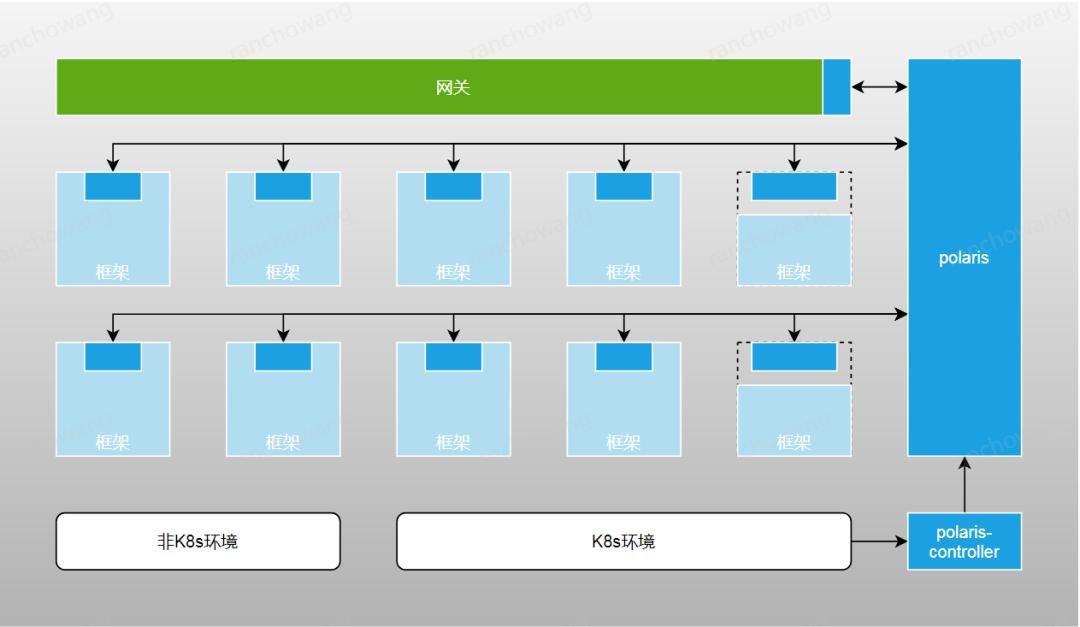 ranchowang
ranchowang
ranchowang
ranchowang
网关
框架
框架
框架
框架
框架
polaris
框架
框架
框架
框架
框架
非K8s环境
K8s环境
polaris-
controller